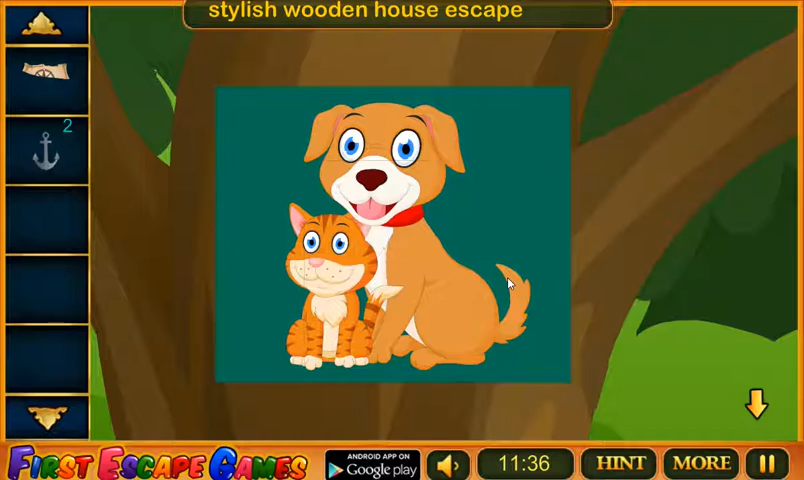 stylish wooden house escape
2
FIRST ESCAPE GAMES
ANDROID APP ON
Google play
11:36
HINT
MORE